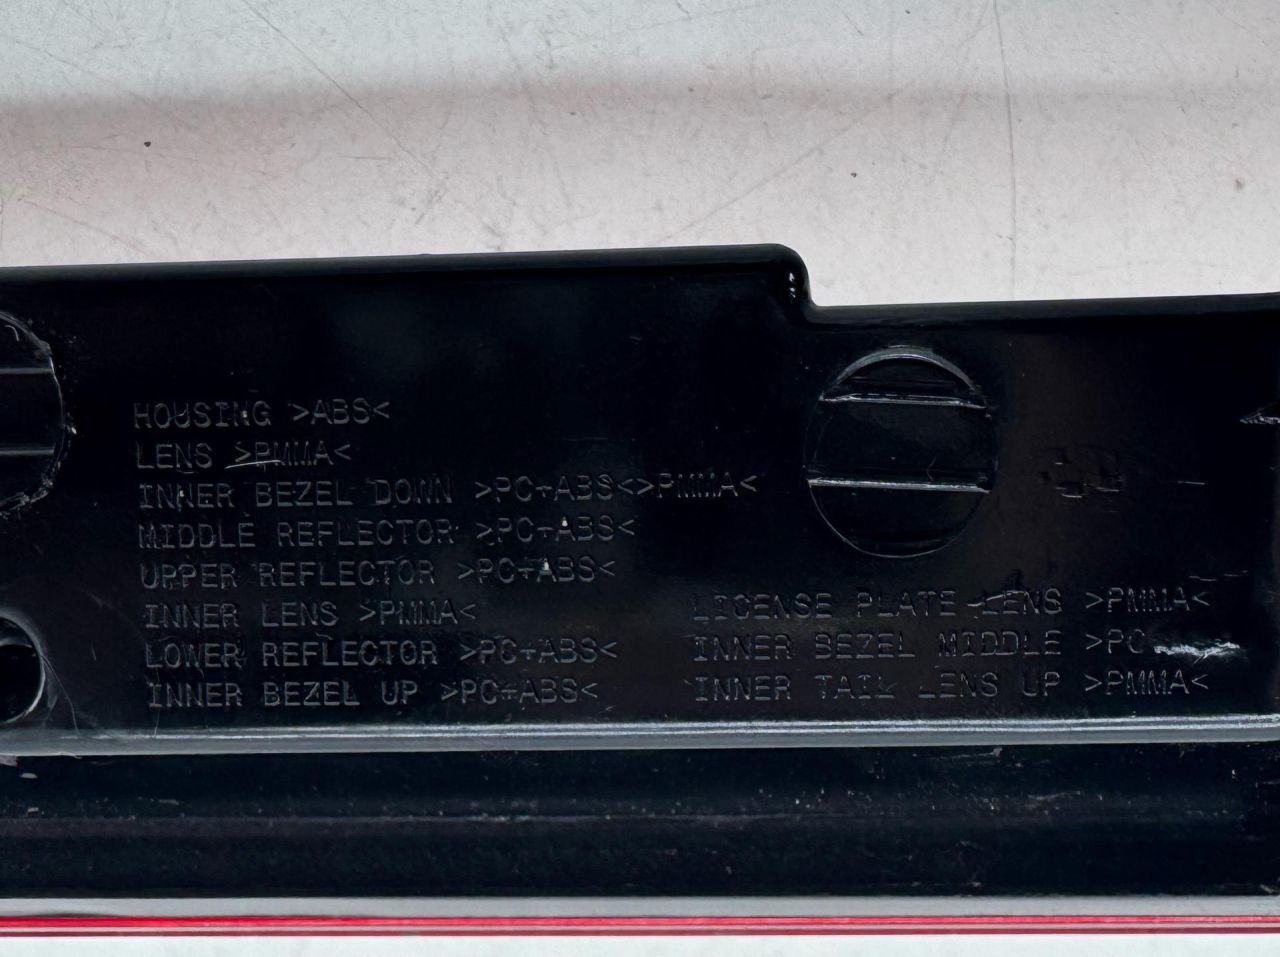 HOUSING >ABS<
LENS >PMMA<
INNER BEZEL DOWN >PC+ABS<>PMMA<
MIDDLE REFLECTOR >PC+ABS<
UPPER REFLECTOR >PC+ABS<
INNER LENS >PMMA<
LOWER REFLECTOR >PC+ABS<
INNER BEZEL UP >PC+ABS<
LICENSE PLATE LENS >PMMA<
INNER BEZEL MIDDLE >PC
INNER TAIL LENS UP >PMMA<